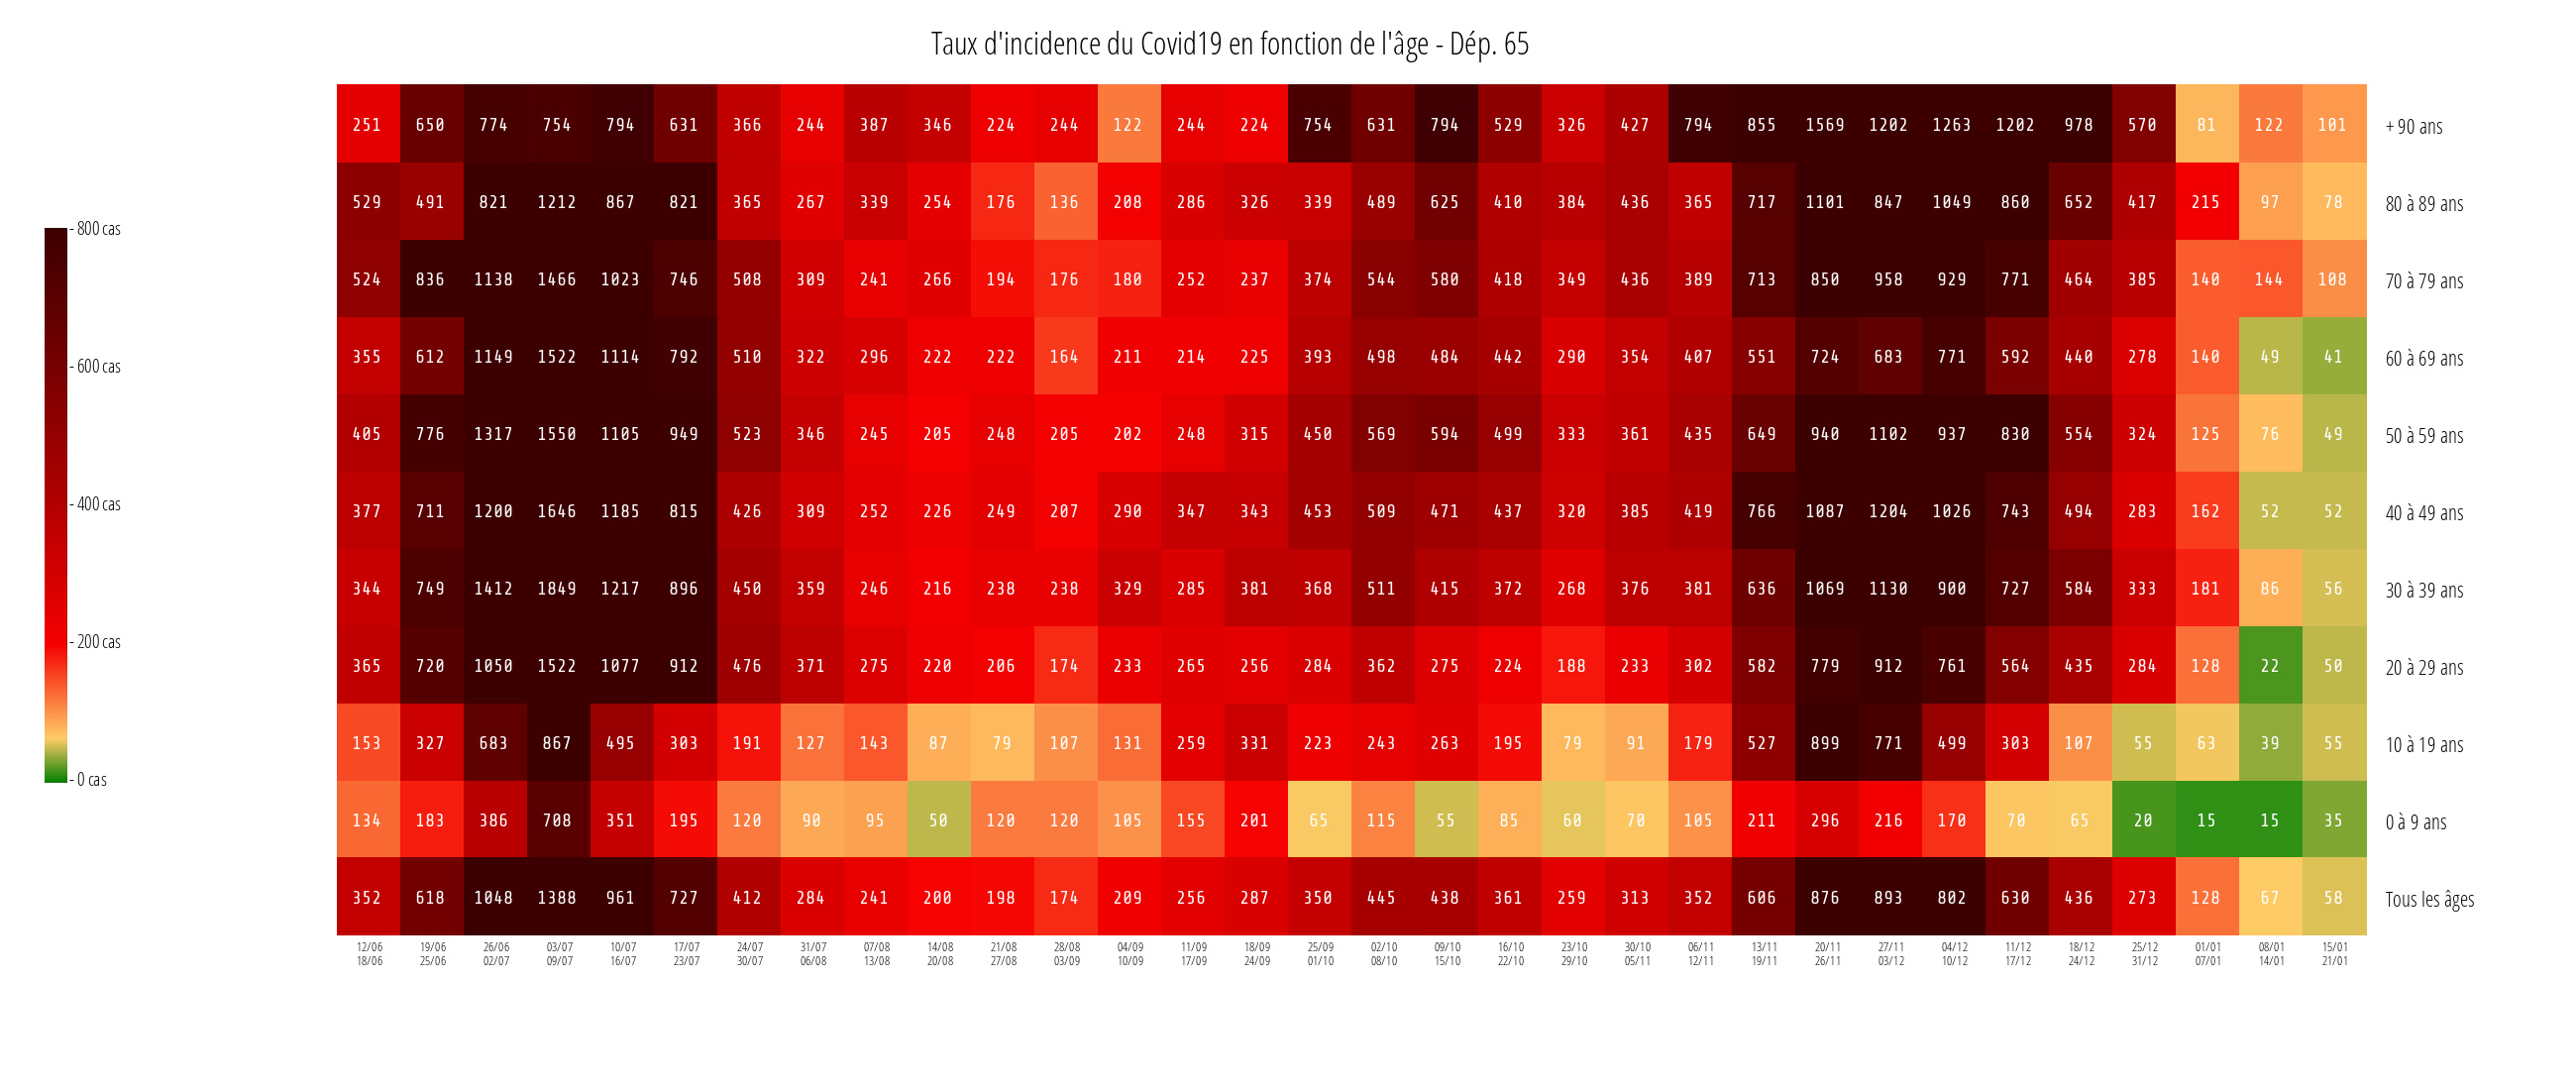 Taux d'incidence du Covid19 en fonction de l'âge - Dép. 65
- 800 cas
- 600 cas
- 400 cas
- 200 cas
- 0 cas
251 650 774 754 794 631 366 244 387 346 224 244 122 244 224 754 631 794 529 326 427 794 855 1569 1202 1263 1202 978 570 81 122 101 + 90 ans
529 491 821 1212 867 821 365 267 339 254 176 136 208 286 326 339 489 625 410 384 436 365 717 1101 847 1049 860 652 417 215 97 78 80 à 89 ans
524 836 1138 1466 1023 746 508 309 241 266 194 176 180 252 237 374 544 580 418 349 436 389 713 850 958 929 771 464 385 140 144 108 70 à 79 ans
355 612 1149 1522 1114 792 510 322 296 222 222 164 211 214 225 393 498 484 442 290 354 407 551 724 683 771 592 440 278 140 49 41 60 à 69 ans
405 776 1317 1550 1105 949 523 346 245 205 248 205 202 248 315 450 569 594 499 333 361 435 649 940 1102 937 830 554 324 125 76 49 50 à 59 ans
377 711 1200 1646 1185 815 426 309 252 226 249 207 290 347 343 453 509 471 437 320 385 419 766 1087 1204 1026 743 494 283 162 52 52 40 à 49 ans
344 749 1412 1849 1217 896 450 359 246 216 238 238 329 285 381 368 511 415 372 268 376 381 636 1069 1130 900 727 584 333 181 86 56 30 à 39 ans
365 720 1050 1522 1077 912 476 371 275 220 206 174 233 265 256 284 362 275 224 188 233 302 582 779 912 761 564 435 284 128 22 50 20 à 29 ans
153 327 683 867 495 303 191 127 143 87 79 107 131 259 331 223 243 263 195 79 91 179 527 899 771 499 303 107 55 63 39 55 10 à 19 ans
134 183 386 708 351 195 120 90 95 50 120 120 105 155 201 65 115 55 85 60 70 105 211 296 216 170 70 65 20 15 15 35 0 à 9 ans
352 618 1048 1388 961 727 412 284 241 200 198 174 209 256 287 350 445 438 361 259 313 352 606 876 893 802 630 436 273 128 67 58 Tous les âges
12/06 19/06 26/06 03/07 10/07 17/07 24/07 31/07 07/08 14/08 21/08 28/08 04/09 11/09 18/09 25/09 02/10 09/10 16/10 23/10 30/10 06/11 13/11 20/11 27/11 04/12 11/12 18/12 25/12 01/01 08/01 15/01
18/06 25/06 02/07 09/07 16/07 23/07 30/07 06/08 13/08 20/08 27/08 03/09 10/09 17/09 24/09 01/10 08/10 15/10 22/10 29/10 05/11 12/11 19/11 26/11 03/12 10/12 17/12 24/12 31/12 07/01 14/01 21/01